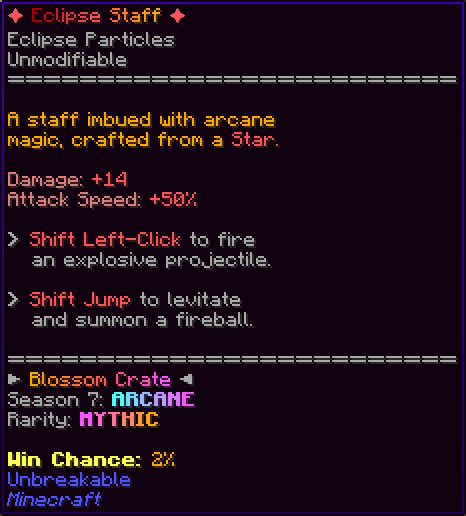 ✦ Eclipse Staff ✦
Eclipse Particles
Unmodifiable
==============================
A staff imbued with arcane
magic, crafted from a Star.
Damage: +14
Attack Speed: +50%
> Shift Left-Click to fire
an explosive projectile.
> Shift Jump to levitate
and summon a fireball.
==============================
► Blossom Crate ◄
Season 7: ARCANE
Rarity: MYTHIC
Win Chance: 2%
Unbreakable
Minecraft